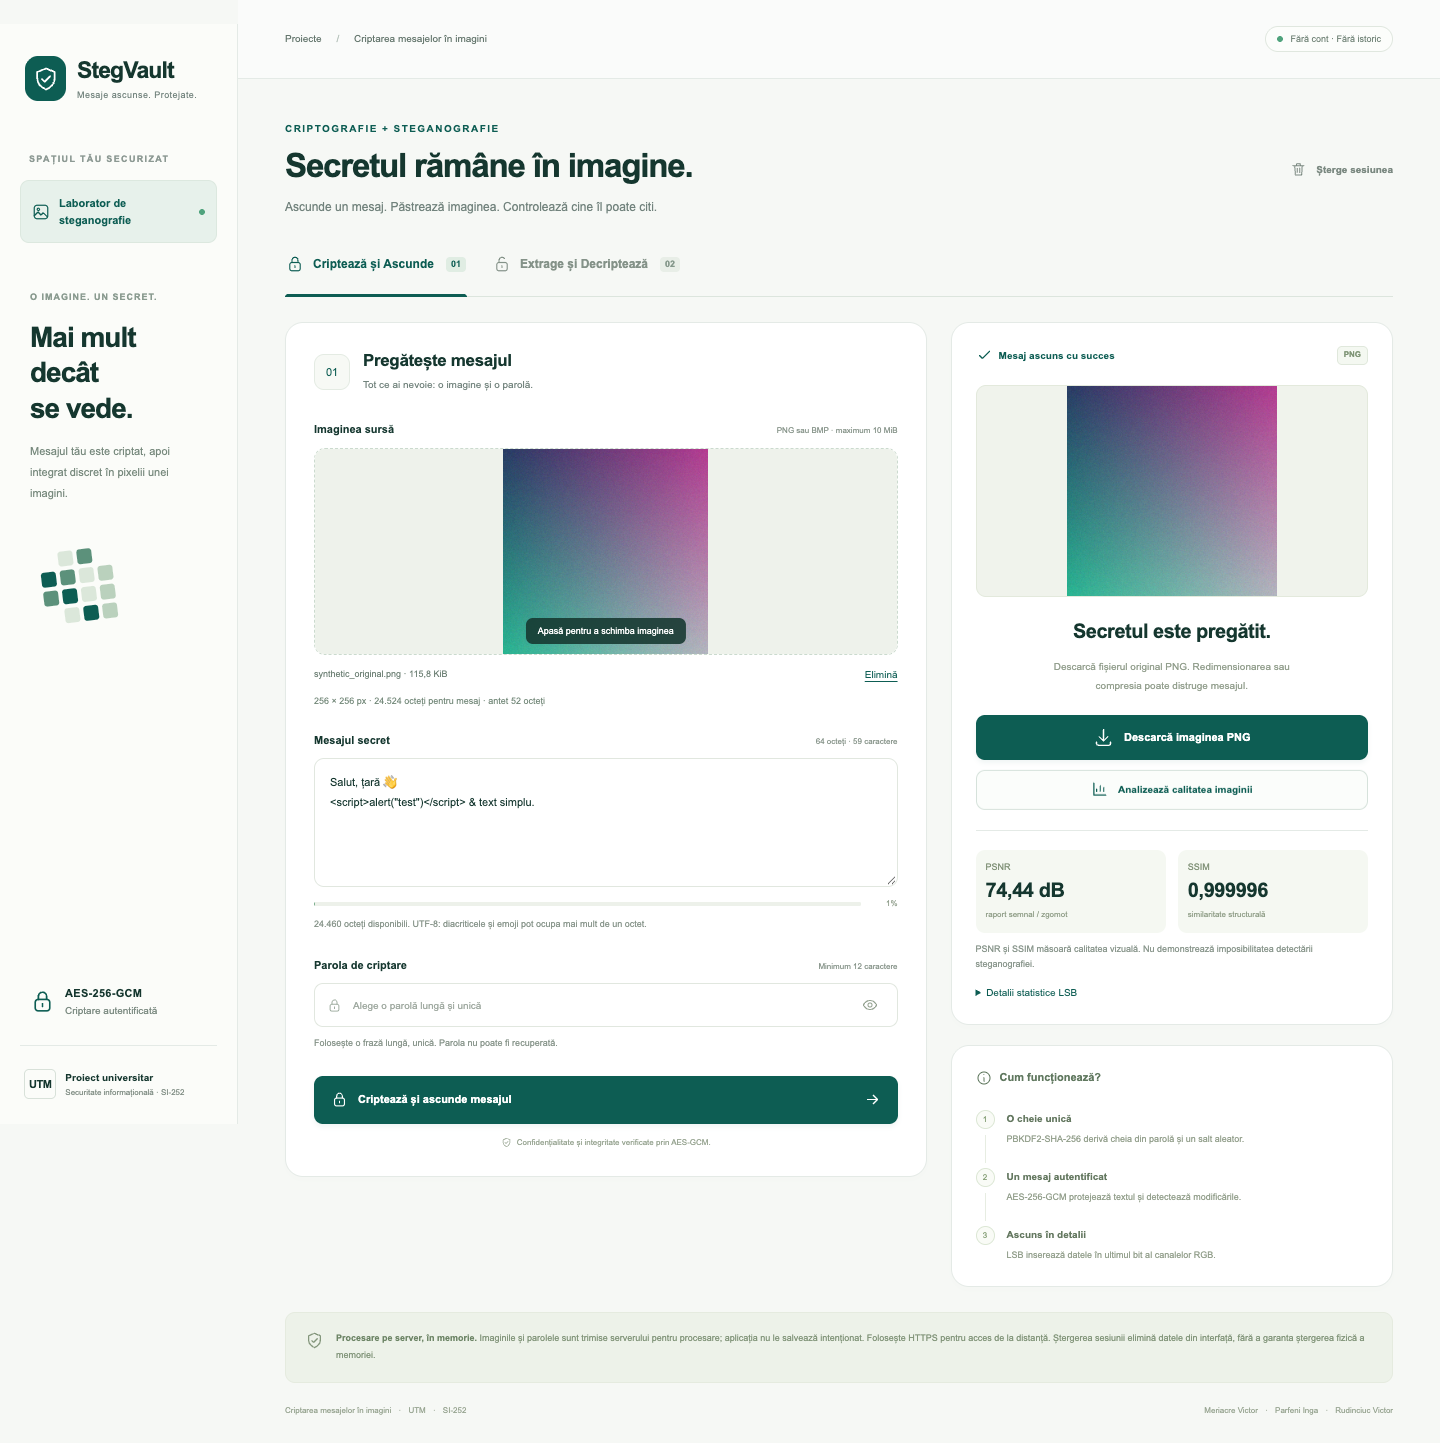 StegVault
Mesaje ascunse. Protejate.
SPAȚIUL TĂU SECURIZAT
Laborator de
steganografie
O IMAGINE. UN SECRET.
Mai mult
decât
se vede.
Mesajul tău este criptat, apoi
integrat discret în pixelii unei
imagini.
AES-256-GCM
Criptare autentificată
UTM
Proiect universitar
Securitate informațională · SI-252
Proiecte / Criptarea mesajelor în imagini
Fără cont · Fără istoric
CRIPTOGRAFIE + STEGANOGRAFIE
Secretul rămâne în imagine.
Ascunde un mesaj. Păstrează imaginea. Controlează cine îl poate citi.
Șterge sesiunea
Criptează și Ascunde 01
Extrage și Decriptează 02
01
Pregătește mesajul
Tot ce ai nevoie: o imagine și o parolă.
Imaginea sursă
PNG sau BMP · maximum 10 MiB
Apasă pentru a schimba imaginea
synthetic_original.png · 115,8 KiB
Elimină
256 × 256 px · 24.524 octeți pentru mesaj · antet 52 octeți
Mesajul secret
64 octeți · 59 caractere
Salut, țară 👋
<script>alert("test")</script> & text simplu.
1%
24.460 octeți disponibili. UTF-8: diacriticele și emoji pot ocupa mai mult de un octet.
Parola de criptare
Minimum 12 caractere
Alege o parolă lungă și unică
Folosește o frază lungă, unică. Parola nu poate fi recuperată.
Criptează și ascunde mesajul
Confidențialitate și integritate verificate prin AES-GCM.
Mesaj ascuns cu succes
PNG
Secretul este pregătit.
Descarcă fișierul original PNG. Redimensionarea sau
compresia poate distruge mesajul.
Descarcă imaginea PNG
Analizează calitatea imaginii
PSNR
74,44 dB
raport semnal / zgomot
SSIM
0,999996
similaritate structurală
PSNR și SSIM măsoară calitatea vizuală. Nu demonstrează imposibilitatea detectării
steganografiei.
Detalii statistice LSB
Cum funcționează?
1
O cheie unică
PBKDF2-SHA-256 derivă cheia din parolă și un salt aleator.
2
Un mesaj autentificat
AES-256-GCM protejează textul și detectează modificările.
3
Ascuns în detalii
LSB inserează datele în ultimul bit al canalelor RGB.
Procesare pe server, în memorie. Imaginile și parolele sunt trimise serverului pentru procesare; aplicația nu le salvează intenționat. Folosește HTTPS pentru acces de la distanță. Ștergerea sesiunii elimină datele din interfață, fără a garanta ștergerea fizică a
memoriei.
Criptarea mesajelor în imagini · UTM · SI-252
Meriacre Victor · Parfeni Inga · Rudinciuc Victor